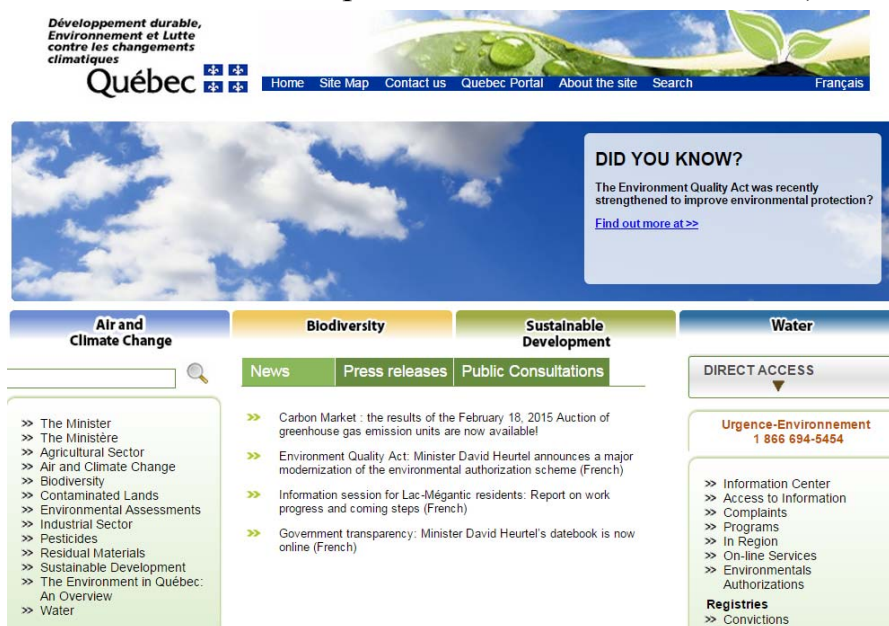 Développement durable,
Environnement et Lutte
contre les changements
climatiques
Québec
Home Site Map Contact us Quebec Portal About the site Search Français
DID YOU KNOW?
The Environment Quality Act was recently
strengthened to improve environmental protection?
Find out more at >>
Air and
Climate Change
Biodiversity
Sustainable
Development
Water
News Press releases Public Consultations
DIRECT ACCESS
>> The Minister
>> The Ministère
>> Agricultural Sector
>> Air and Climate Change
>> Biodiversity
>> Contaminated Lands
>> Environmental Assessments
>> Industrial Sector
>> Pesticides
>> Residual Materials
>> Sustainable Development
>> The Environment in Québec:
An Overview
>> Water
>> Carbon Market : the results of the February 18, 2015 Auction of
greenhouse gas emission units are now available!
>> Environment Quality Act: Minister David Heurtel announces a major
modernization of the environmental authorization scheme (French)
>> Information session for Lac-Mégantic residents: Report on work
progress and coming steps (French)
>> Government transparency: Minister David Heurtel's datebook is now
online (French)
Urgence-Environnement
1 866 694-5454
>> Information Center
>> Access to Information
>> Complaints
>> Programs
>> In Region
>> On-line Services
>> Environmentals
Authorizations
Registries
>> Convictions